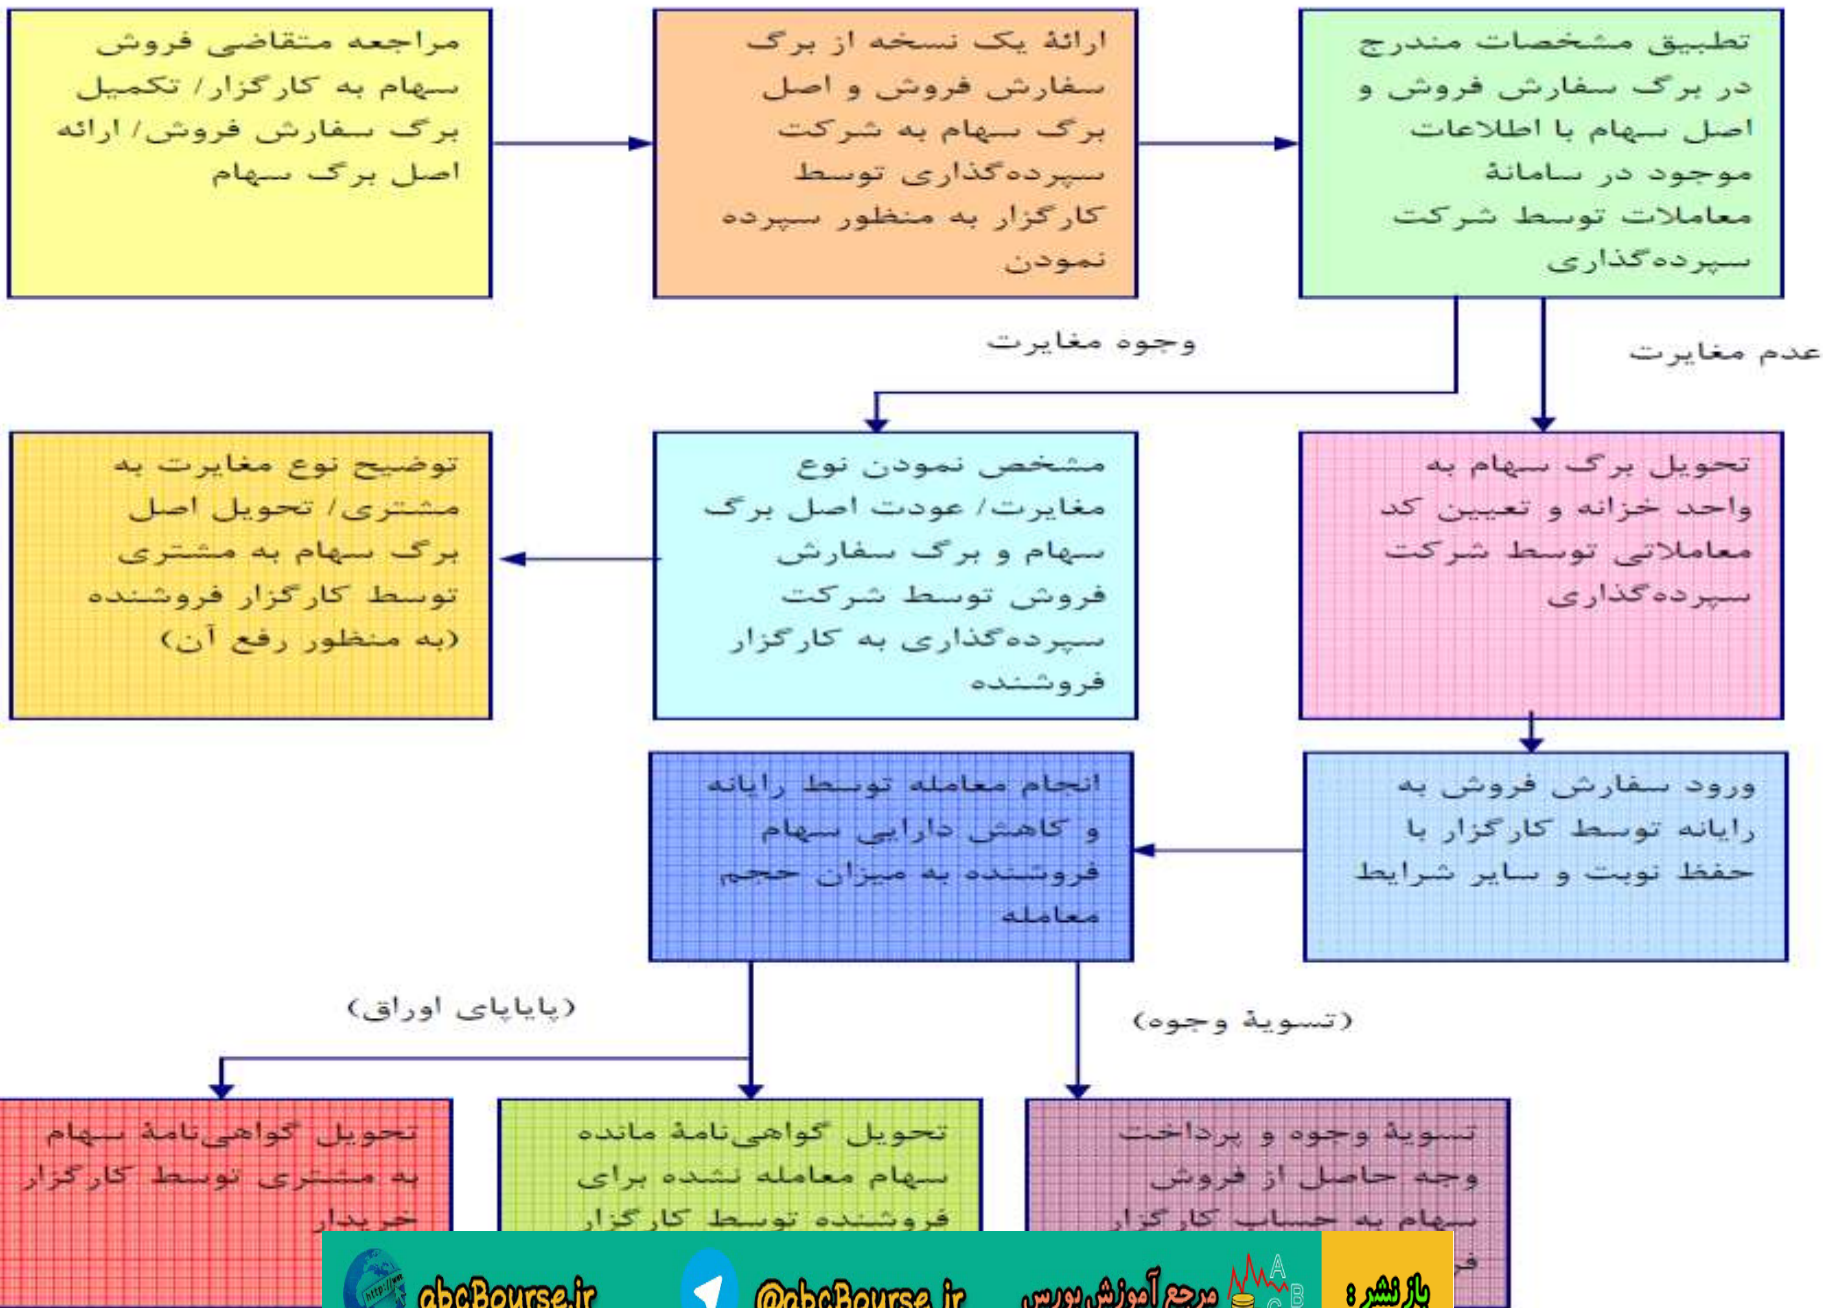 مراجعه متقاضی فروش
سهام به کارگزار/ تکمیل
برگ سفارش فروش/ ارائه
اصل برگ سهام
ارائهٔ یک نسخه از برگ
سفارش فروش و اصل
برگ سهام به شرکت
سپرده‌گذاری توسط
کارگزار به منظور سپرده
نمودن
تطبیق مشخصات مندرج
در برگ سفارش فروش و
اصل سهام با اطلاعات
موجود در سامانهٔ
معاملات توسط شرکت
سپرده‌گذاری
وجوه مغایرت
عدم مغایرت
توضیح نوع مغایرت به
مشتری/ تحویل اصل
برگ سهام به مشتری
توسط کارگزار فروشنده
(به منظور رفع آن)
مشخص نمودن نوع
مغایرت/ عودت اصل برگ
سهام و برگ سفارش
فروش توسط شرکت
سپرده‌گذاری به کارگزار
فروشنده
تحویل برگ سهام به
واحد خزانه و تعیین کد
معاملاتی توسط شرکت
سپرده‌گذاری
ورود سفارش فروش به
رایانه توسط کارگزار با
حفظ نوبت و سایر شرایط
انجام معامله توسط رایانه
و کاهش دارایی سهام
فروشنده به میزان حجم
معامله
(پایاپای اوراق)
(تسویهٔ وجوه)
تحویل گواهی‌نامهٔ سهام
به مشتری توسط کارگزار
خریدار
تحویل گواهی‌نامهٔ مانده
سهام معامله نشده برای
فروشنده توسط کارگزار
تسویهٔ وجوه و پرداخت
وجه حاصل از فروش
سهام به حساب کارگزار
باز نشر :
مرجع آموزش بورس
@abcBourse_ir
abcBourse.ir
http://www